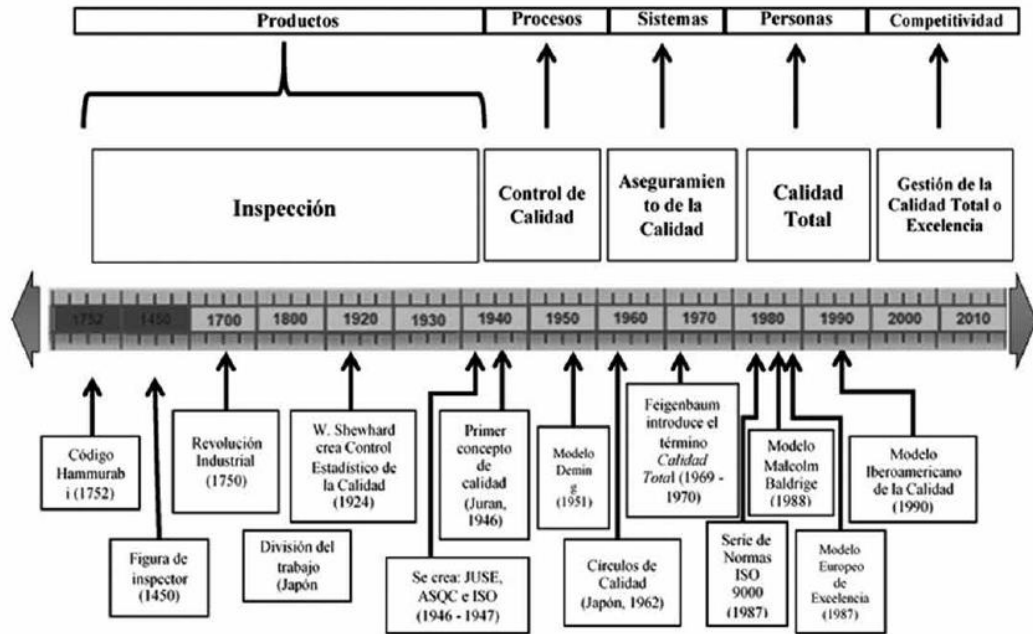 Productos
Procesos
Sistemas
Personas
Competitividad
Inspección
Control de
Calidad
Aseguramien
to de la
Calidad
Calidad
Total
Gestión de la
Calidad Total o
Excelencia
1752
1450
1700
1800
1920
1930
1940
1950
1960
1970
1980
1990
2000
2010
Código
Hammurab
i (1752)
Figura de
inspector
(1450)
Revolución
Industrial
(1750)
División del
trabajo
(Japón
W. Shewhard
crea Control
Estadístico de
la Calidad
(1924)
Se crea: JUSE,
ASQC e ISO
(1946 - 1947)
Primer
concepto
de
calidad
(Juran,
1946)
Modelo
Demin
g
(1951)
Círculos de
Calidad
(Japón, 1962)
Feigenbaum
introduce el
término
Calidad
Total (1969 -
1970)
Serie de
Normas
ISO
9000
(1987)
Modelo
Malcolm
Baldrige
(1988)
Modelo
Europeo
de
Excelencia
(1987)
Modelo
Iberoamericano
de la Calidad
(1990)